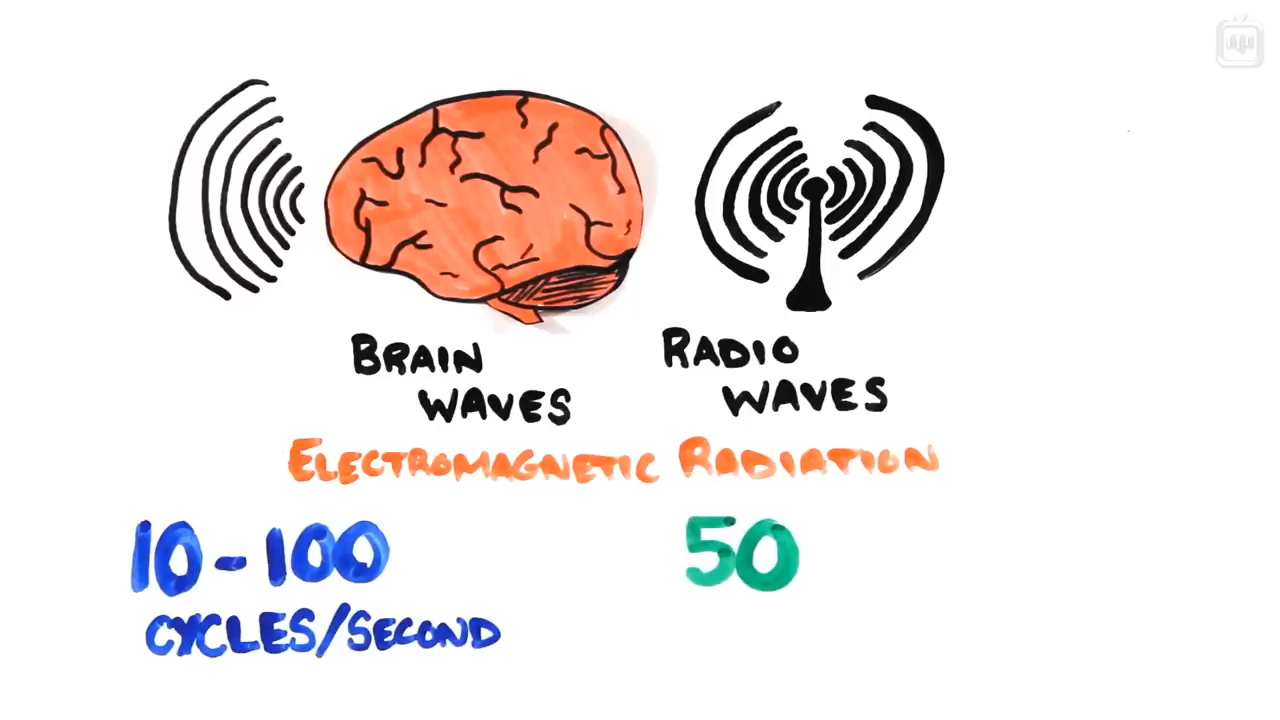 BRAIN
WAVES
RADIO
WAVES
ELECTROMAGNETIC RADIATION
10-100
CYCLES/SECOND
50